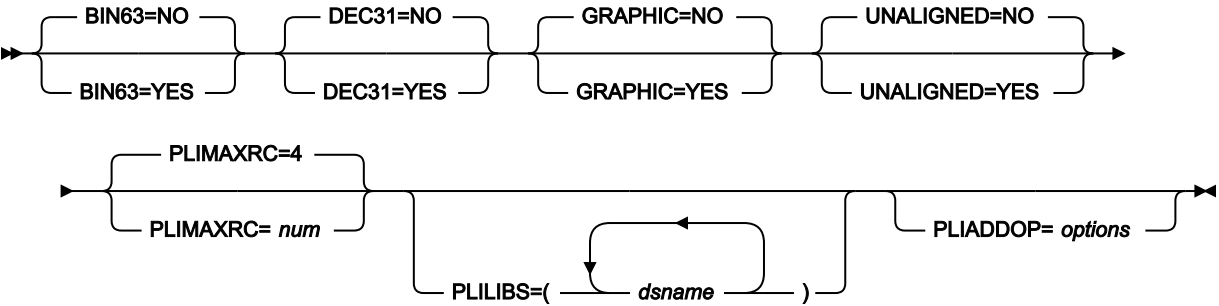 BIN63=NO DEC31=NO GRAPHIC=NO UNALIGNED=NO
BIN63=YES DEC31=YES GRAPHIC=YES UNALIGNED=YES
PLIMAXRC=4
PLIMAXRC= num PLIADDOP= options
PLILIBS=( dsname )